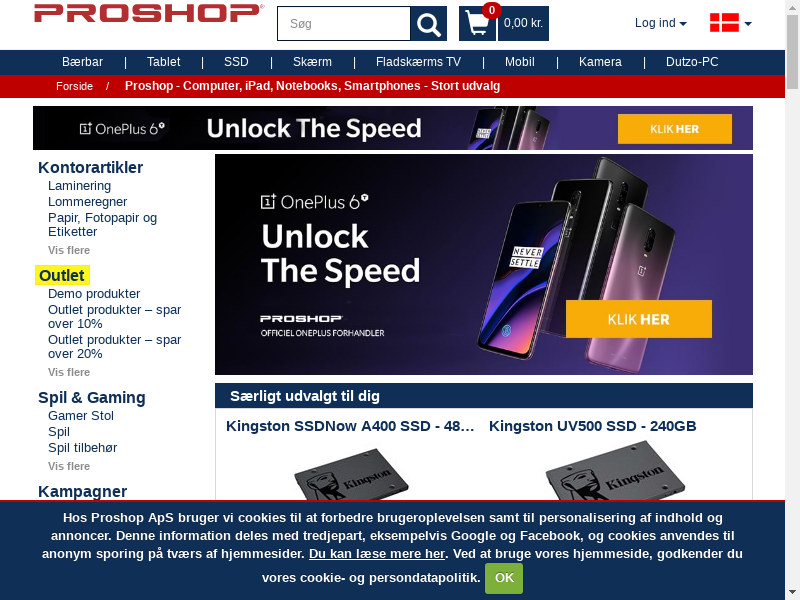 PROSHOP
Søg
0
0,00 kr.
Log ind
Bærbar | Tablet | SSD | Skærm | Fladskærms TV | Mobil | Kamera | Dutzo-PC
Forside / Proshop - Computer, iPad, Notebooks, Smartphones - Stort udvalg
OnePlus 6T Unlock The Speed KLIK HER
Kontorartikler
Laminering
Lommeregner
Papir, Fotopapir og
Etiketter
Vis flere
Outlet
Demo produkter
Outlet produkter – spar
over 10%
Outlet produkter – spar
over 20%
Vis flere
Spil & Gaming
Gamer Stol
Spil
Spil tilbehør
Vis flere
Kampagner
OnePlus 6T
Unlock
The Speed
PROSHOP
OFFICIEL ONEPLUS FORHANDLER
NEVER
SETTLE
KLIK HER
Særligt udvalgt til dig
Kingston SSDNow A400 SSD - 48...
Kingston UV500 SSD - 240GB
Kingston
Kingston
Hos Proshop ApS bruger vi cookies til at forbedre brugeroplevelsen samt til personalisering af indhold og
annoncer. Denne information deles med tredjepart, eksempelvis Google og Facebook, og cookies anvendes til
anonym sporing på tværs af hjemmesider. Du kan læse mere her. Ved at bruge vores hjemmeside, godkender du
vores cookie- og persondatapolitik. OK